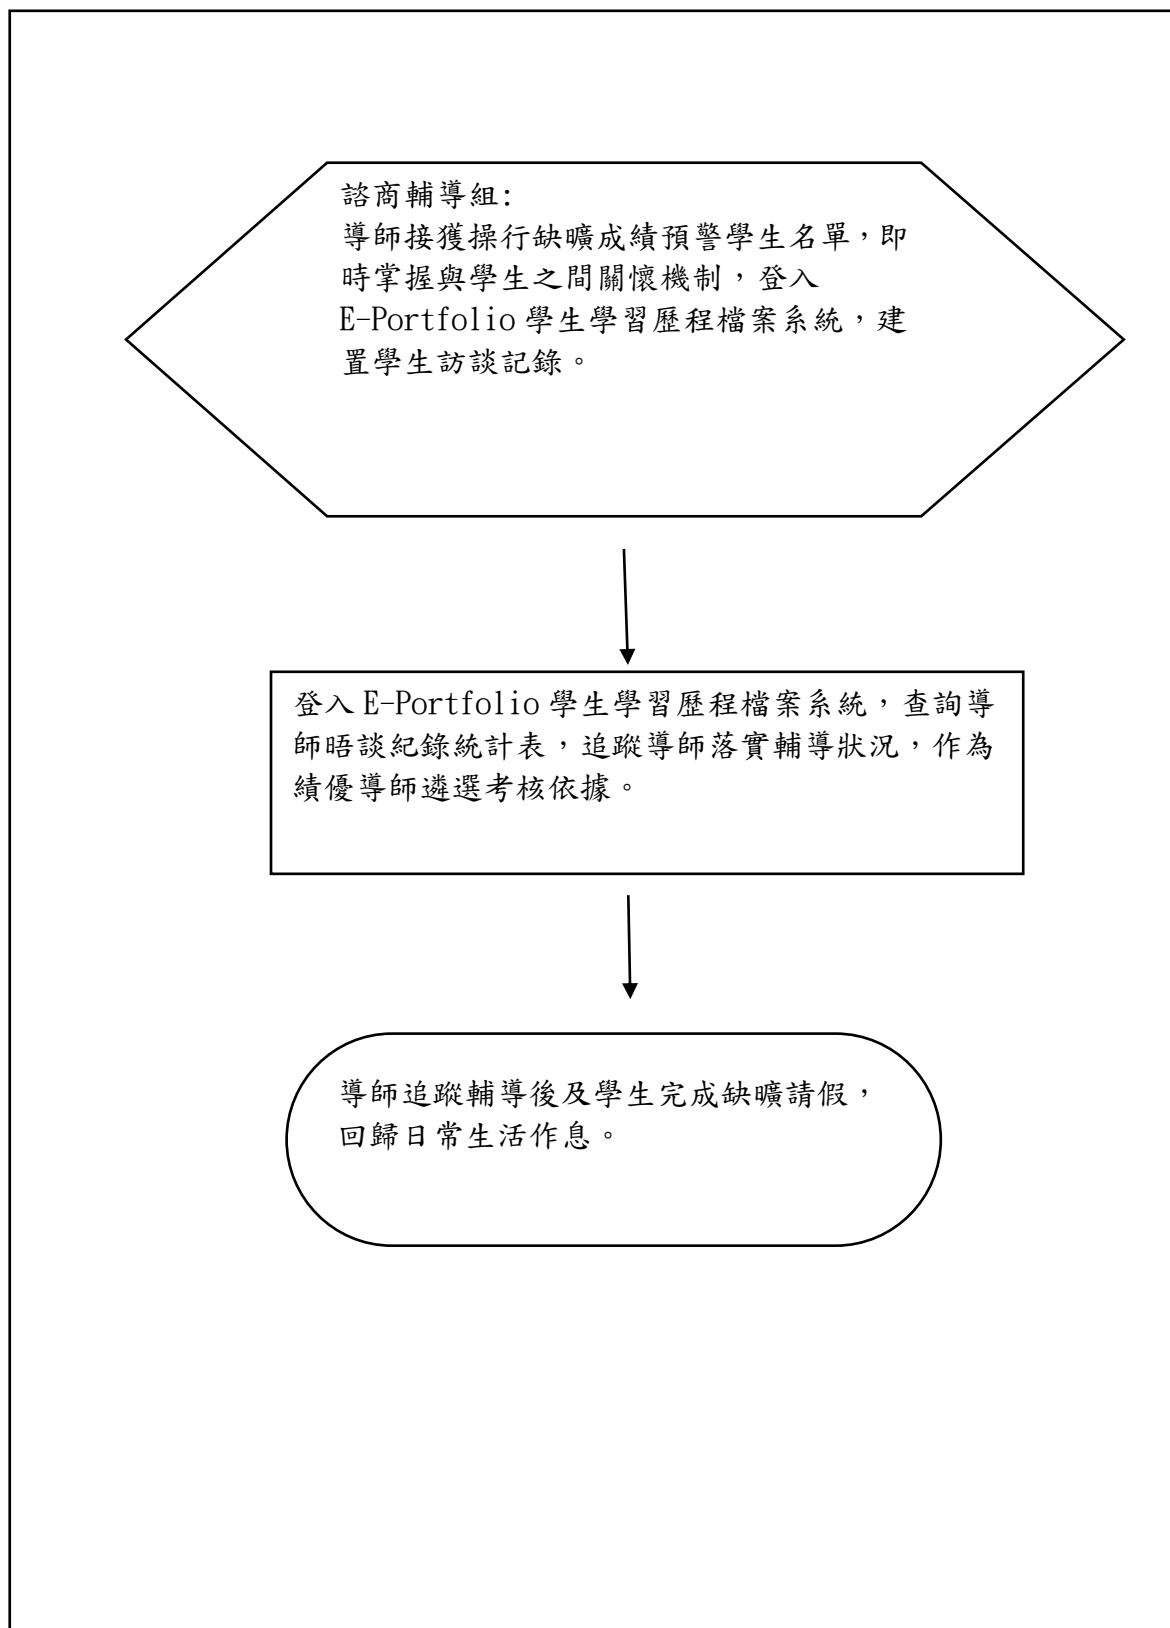 諮商輔導組:
導師接獲操行缺曠成績預警學生名單，即
時掌握與學生之間關懷機制，登入
E-Portfolio 學生學習歷程檔案系統，建
置學生訪談記錄。
登入 E-Portfolio 學生學習歷程檔案系統，查詢導
師晤談紀錄統計表，追蹤導師落實輔導狀況，作為
績優導師遴選考核依據。
導師追蹤輔導後及學生完成缺曠請假，
回歸日常生活作息。